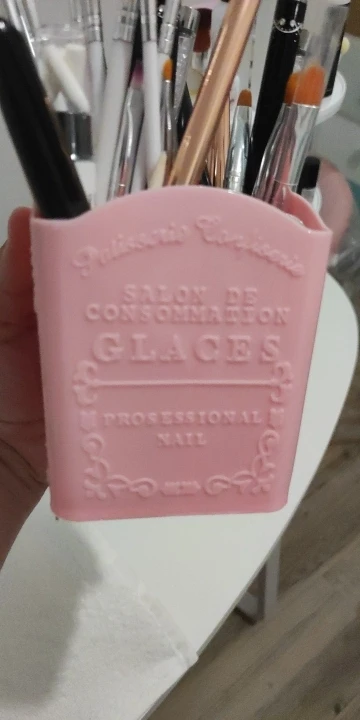 Patisserie Confiserie
SALON DE
CONSOMMATION
GLACES
PROSESSIONAL
NAIL